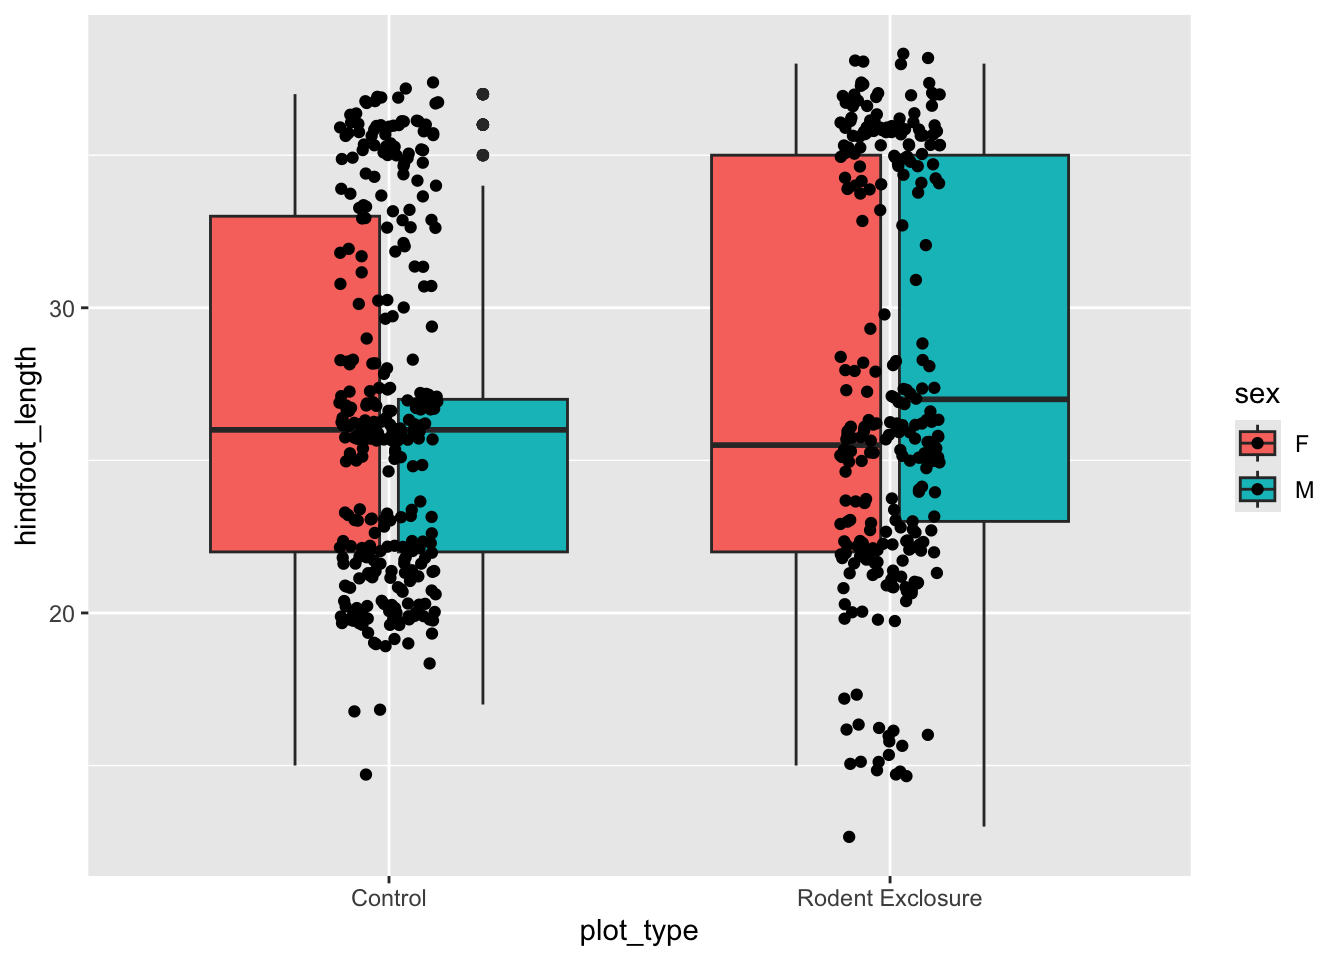 hindfoot_length
30
20
Control
Rodent Exclosure
plot_type
sex
F
M